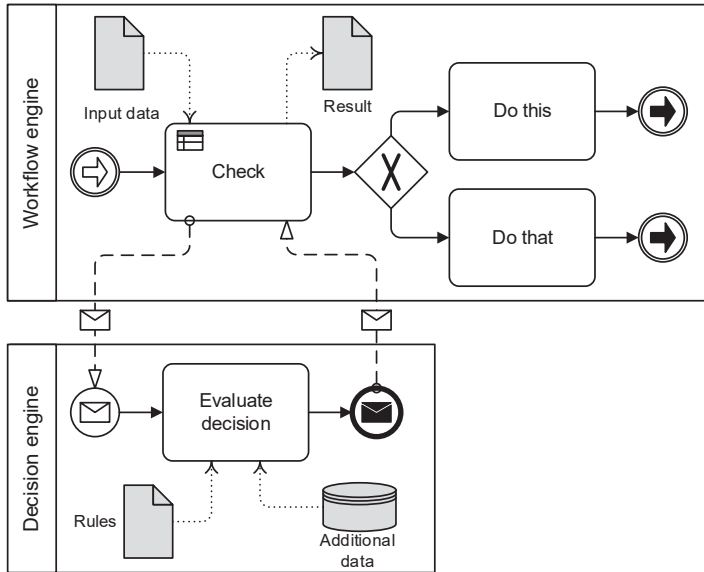 Workflow engine
Input data
Result
Check
Do this
Do that
Decision engine
Evaluate
decision
Rules
Additional
data